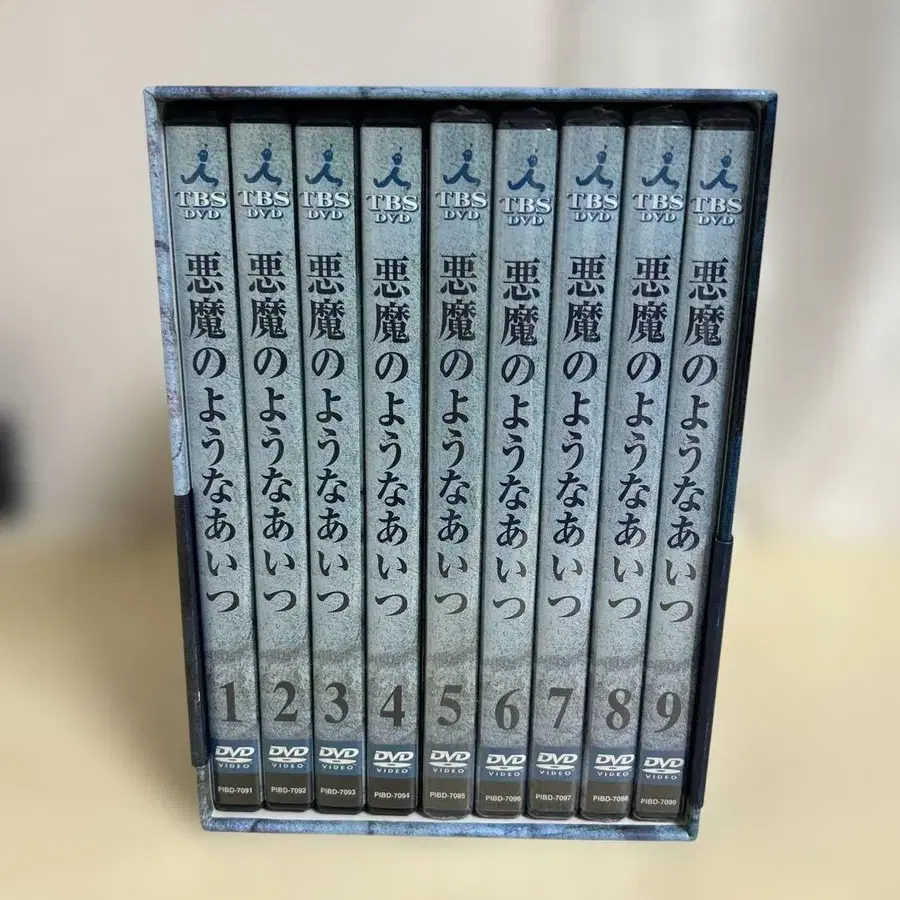 TBS
DVD
悪魔のようなあいつ
1
DVD
VIDEO
PIBD-7091
TBS
DVD
悪魔のようなあいつ
2
DVD
VIDEO
PIBD-7092
TBS
DVD
悪魔のようなあいつ
3
DVD
VIDEO
PIBD-7093
TBS
DVD
悪魔のようなあいつ
4
DVD
VIDEO
PIBD-7094
TBS
DVD
悪魔のようなあいつ
5
DVD
VIDEO
PIBD-7095
TBS
DVD
悪魔のようなあいつ
6
DVD
VIDEO
PIBD-7096
TBS
DVD
悪魔のようなあいつ
7
DVD
VIDEO
PIBD-7097
TBS
DVD
悪魔のようなあいつ
8
DVD
VIDEO
PIBD-7098
TBS
DVD
悪魔のようなあいつ
9
DVD
VIDEO
PIBD-7099